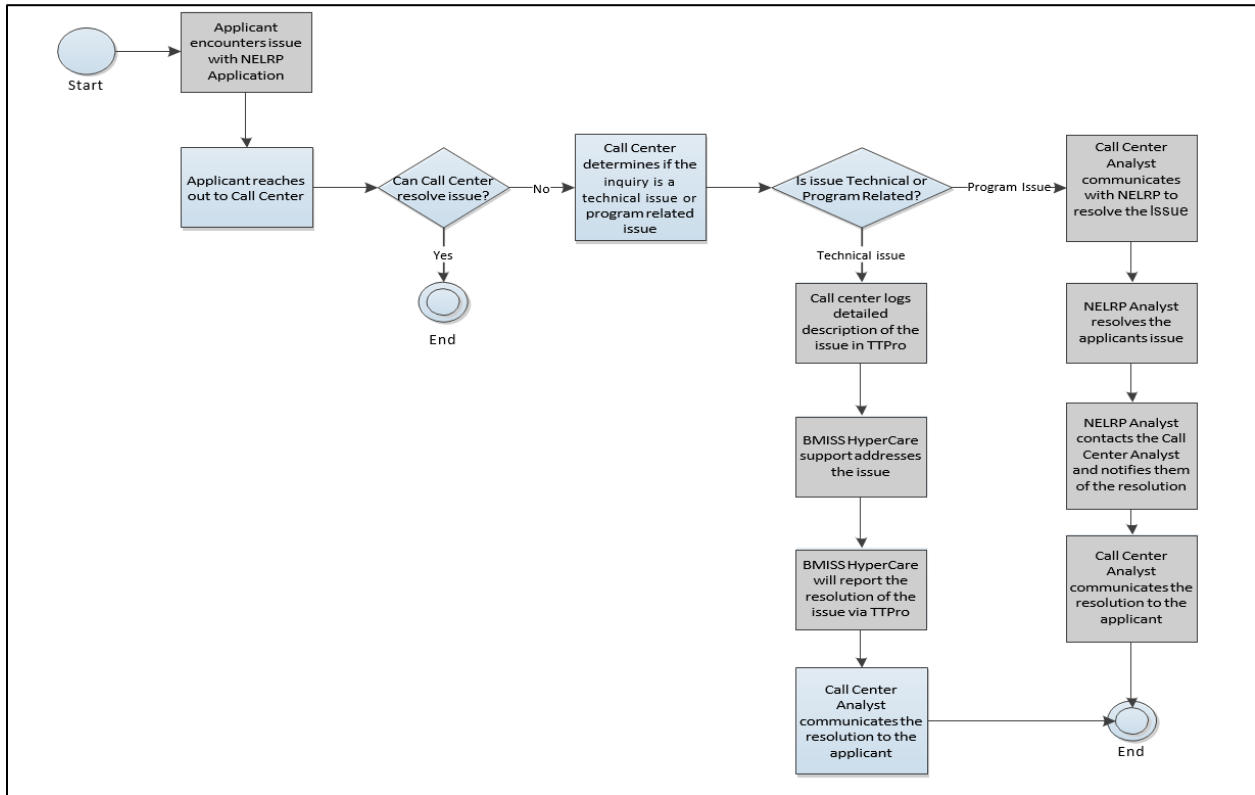 Applicant
encounters issue
with NELRP
Application
Start
Applicant reaches
out to Call Center
Can Call Center
resolve issue?
No
Yes
End
Call Center
determines if the
inquiry is a
technical issue or
program related
issue
Is issue Technical or
Program Related?
Program Issue
Technical issue
Call Center
Analyst
communicates
with NELRP to
resolve the Issue
Call center logs
detailed
description of the
issue in TTPro
NELRP Analyst
resolves the
applicants issue
BMISS HyperCare
support addresses
the issue
NELRP Analyst
contacts the Call
Center Analyst
and notifies them
of the resolution
BMISS HyperCare
will report the
resolution of the
issue via TTPro
Call Center
Analyst
communicates the
resolution to the
applicant
Call Center
Analyst
communicates the
resolution to the
applicant
End